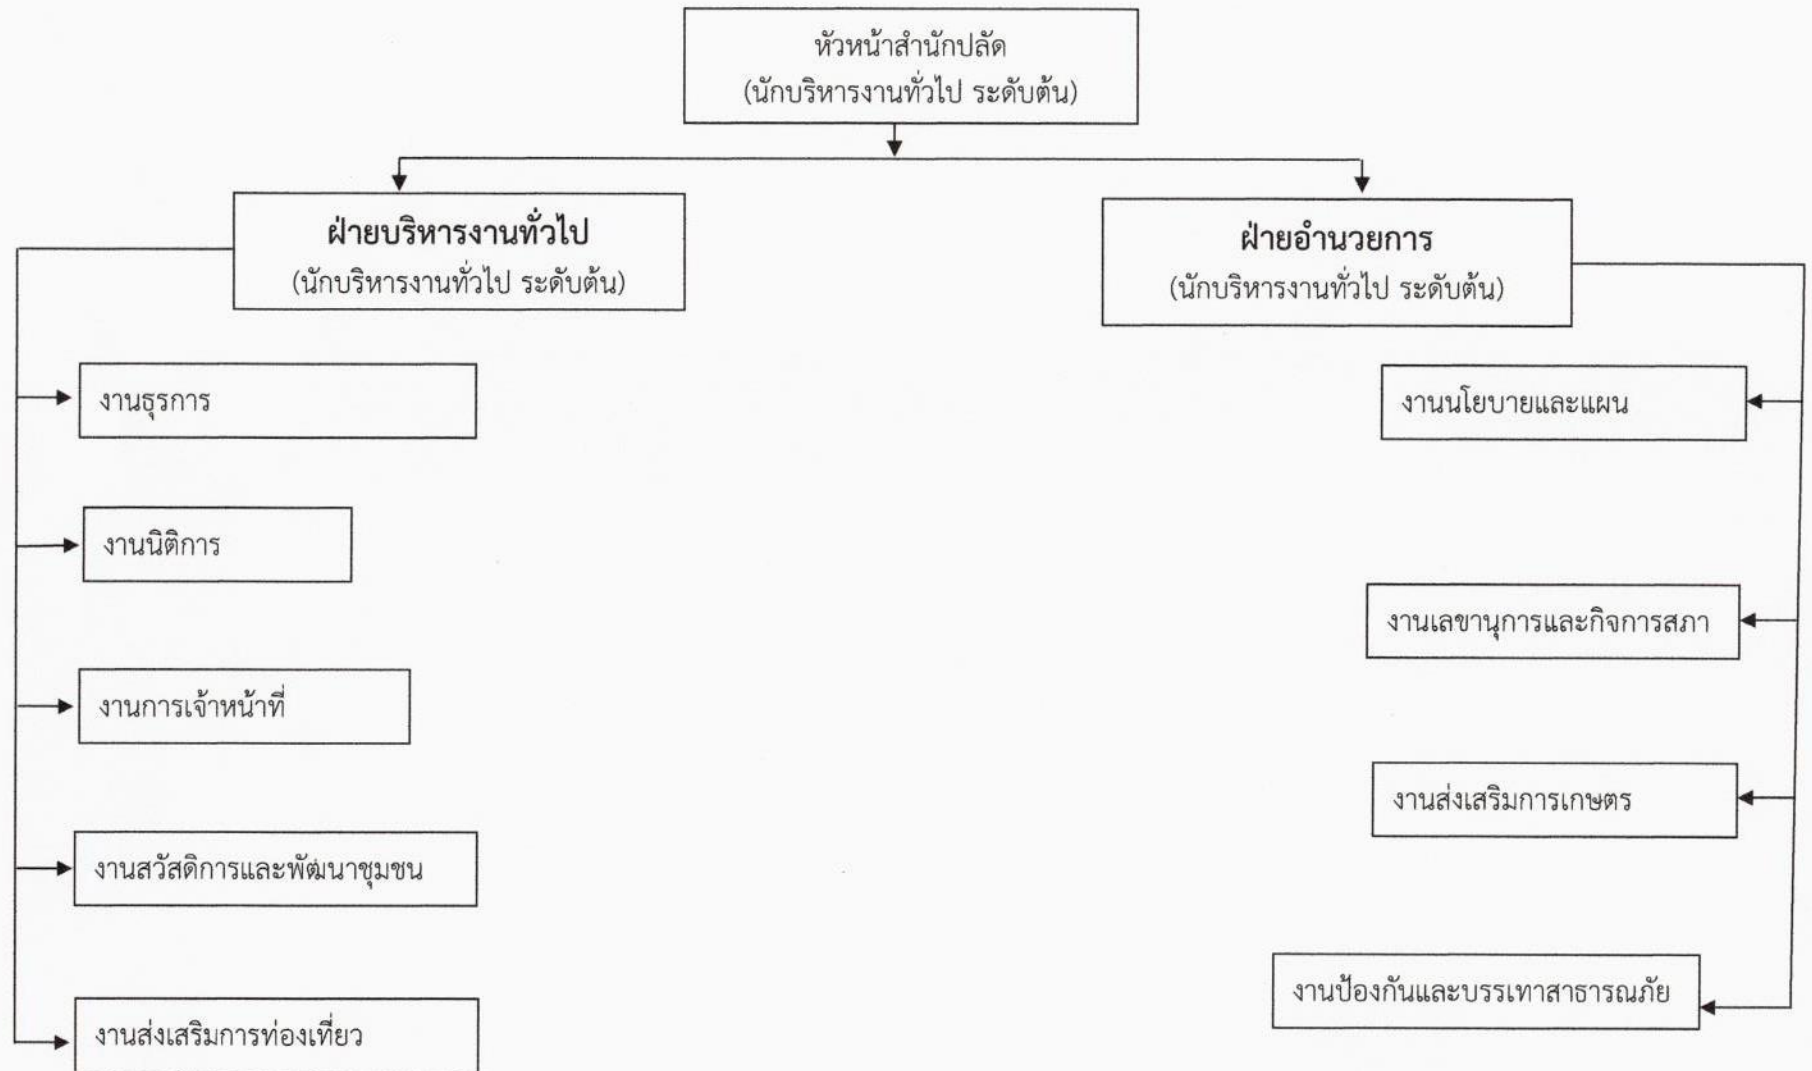 หัวหน้าสำนักปลัด
(นักบริหารงานทั่วไป ระดับต้น)
ฝ่ายบริหารงานทั่วไป
(นักบริหารงานทั่วไป ระดับต้น)
งานธุรการ
งานนิติการ
งานการเจ้าหน้าที่
งานสวัสดิการและพัฒนาชุมชน
งานส่งเสริมการท่องเที่ยว
ฝ่ายอำนวยการ
(นักบริหารงานทั่วไป ระดับต้น)
งานนโยบายและแผน
งานเลขานุการและกิจการสภา
งานส่งเสริมการเกษตร
งานป้องกันและบรรเทาสาธารณภัย